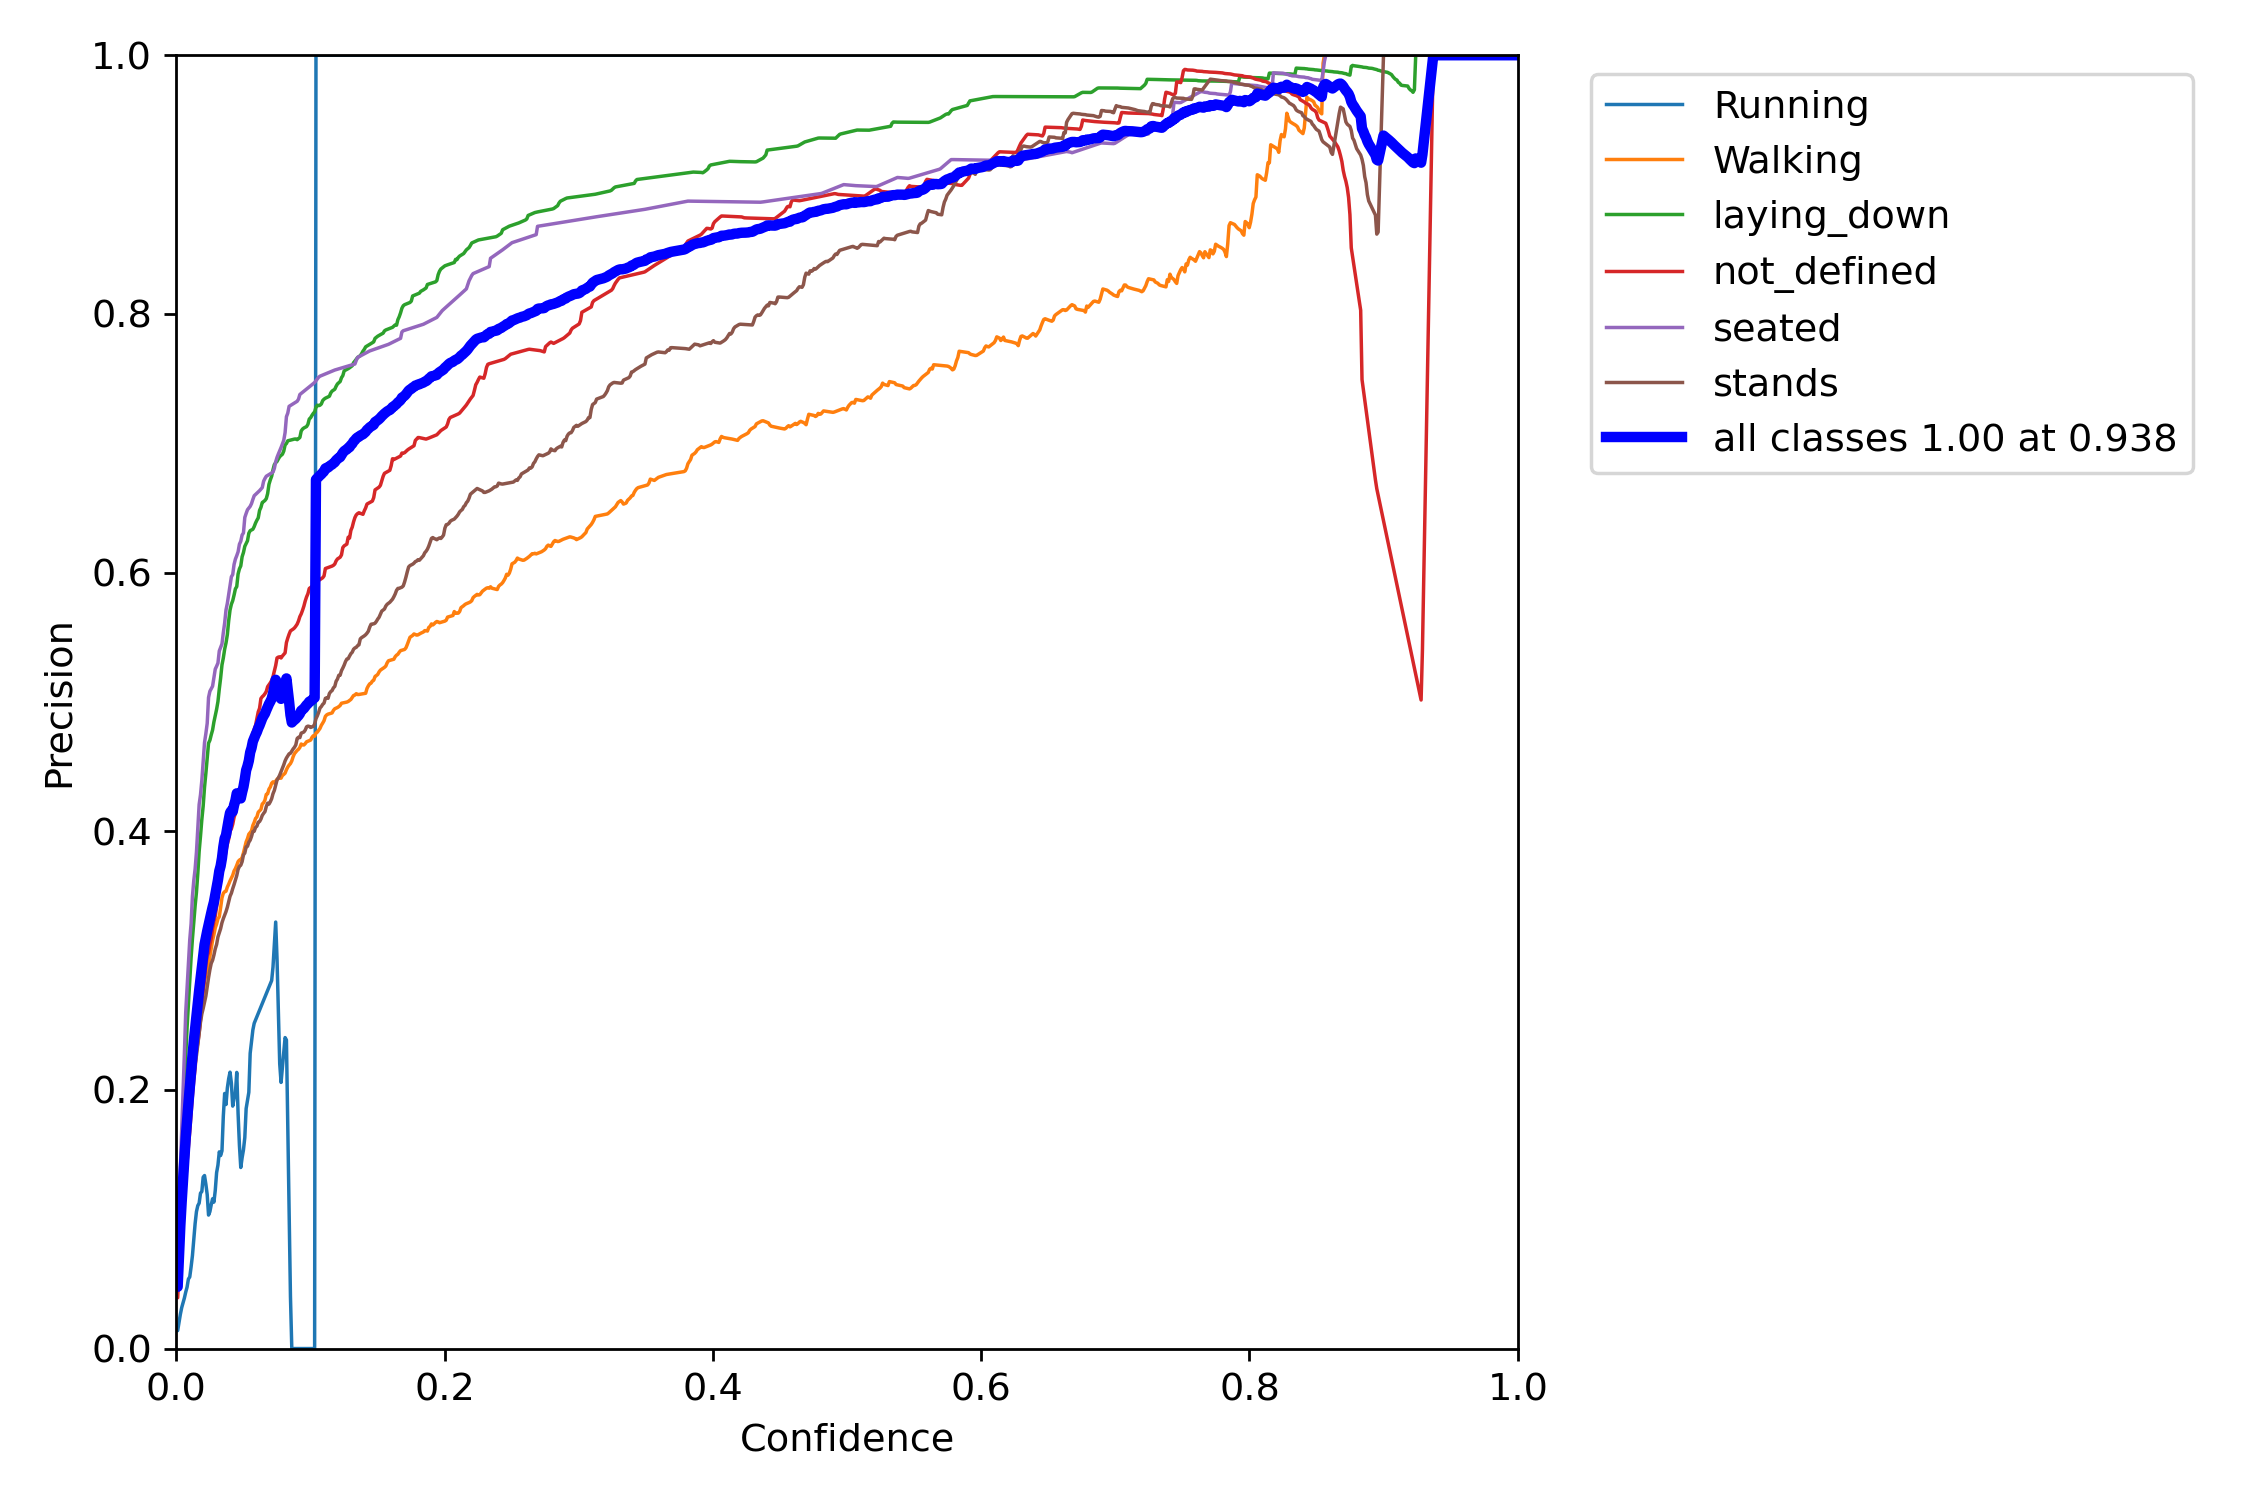 1.0
0.8
0.6
0.4
0.2
0.0
0.0 0.2 0.4 0.6 0.8 1.0
Precision
Confidence
Running
Walking
laying_down
not_defined
seated
stands
all classes 1.00 at 0.938